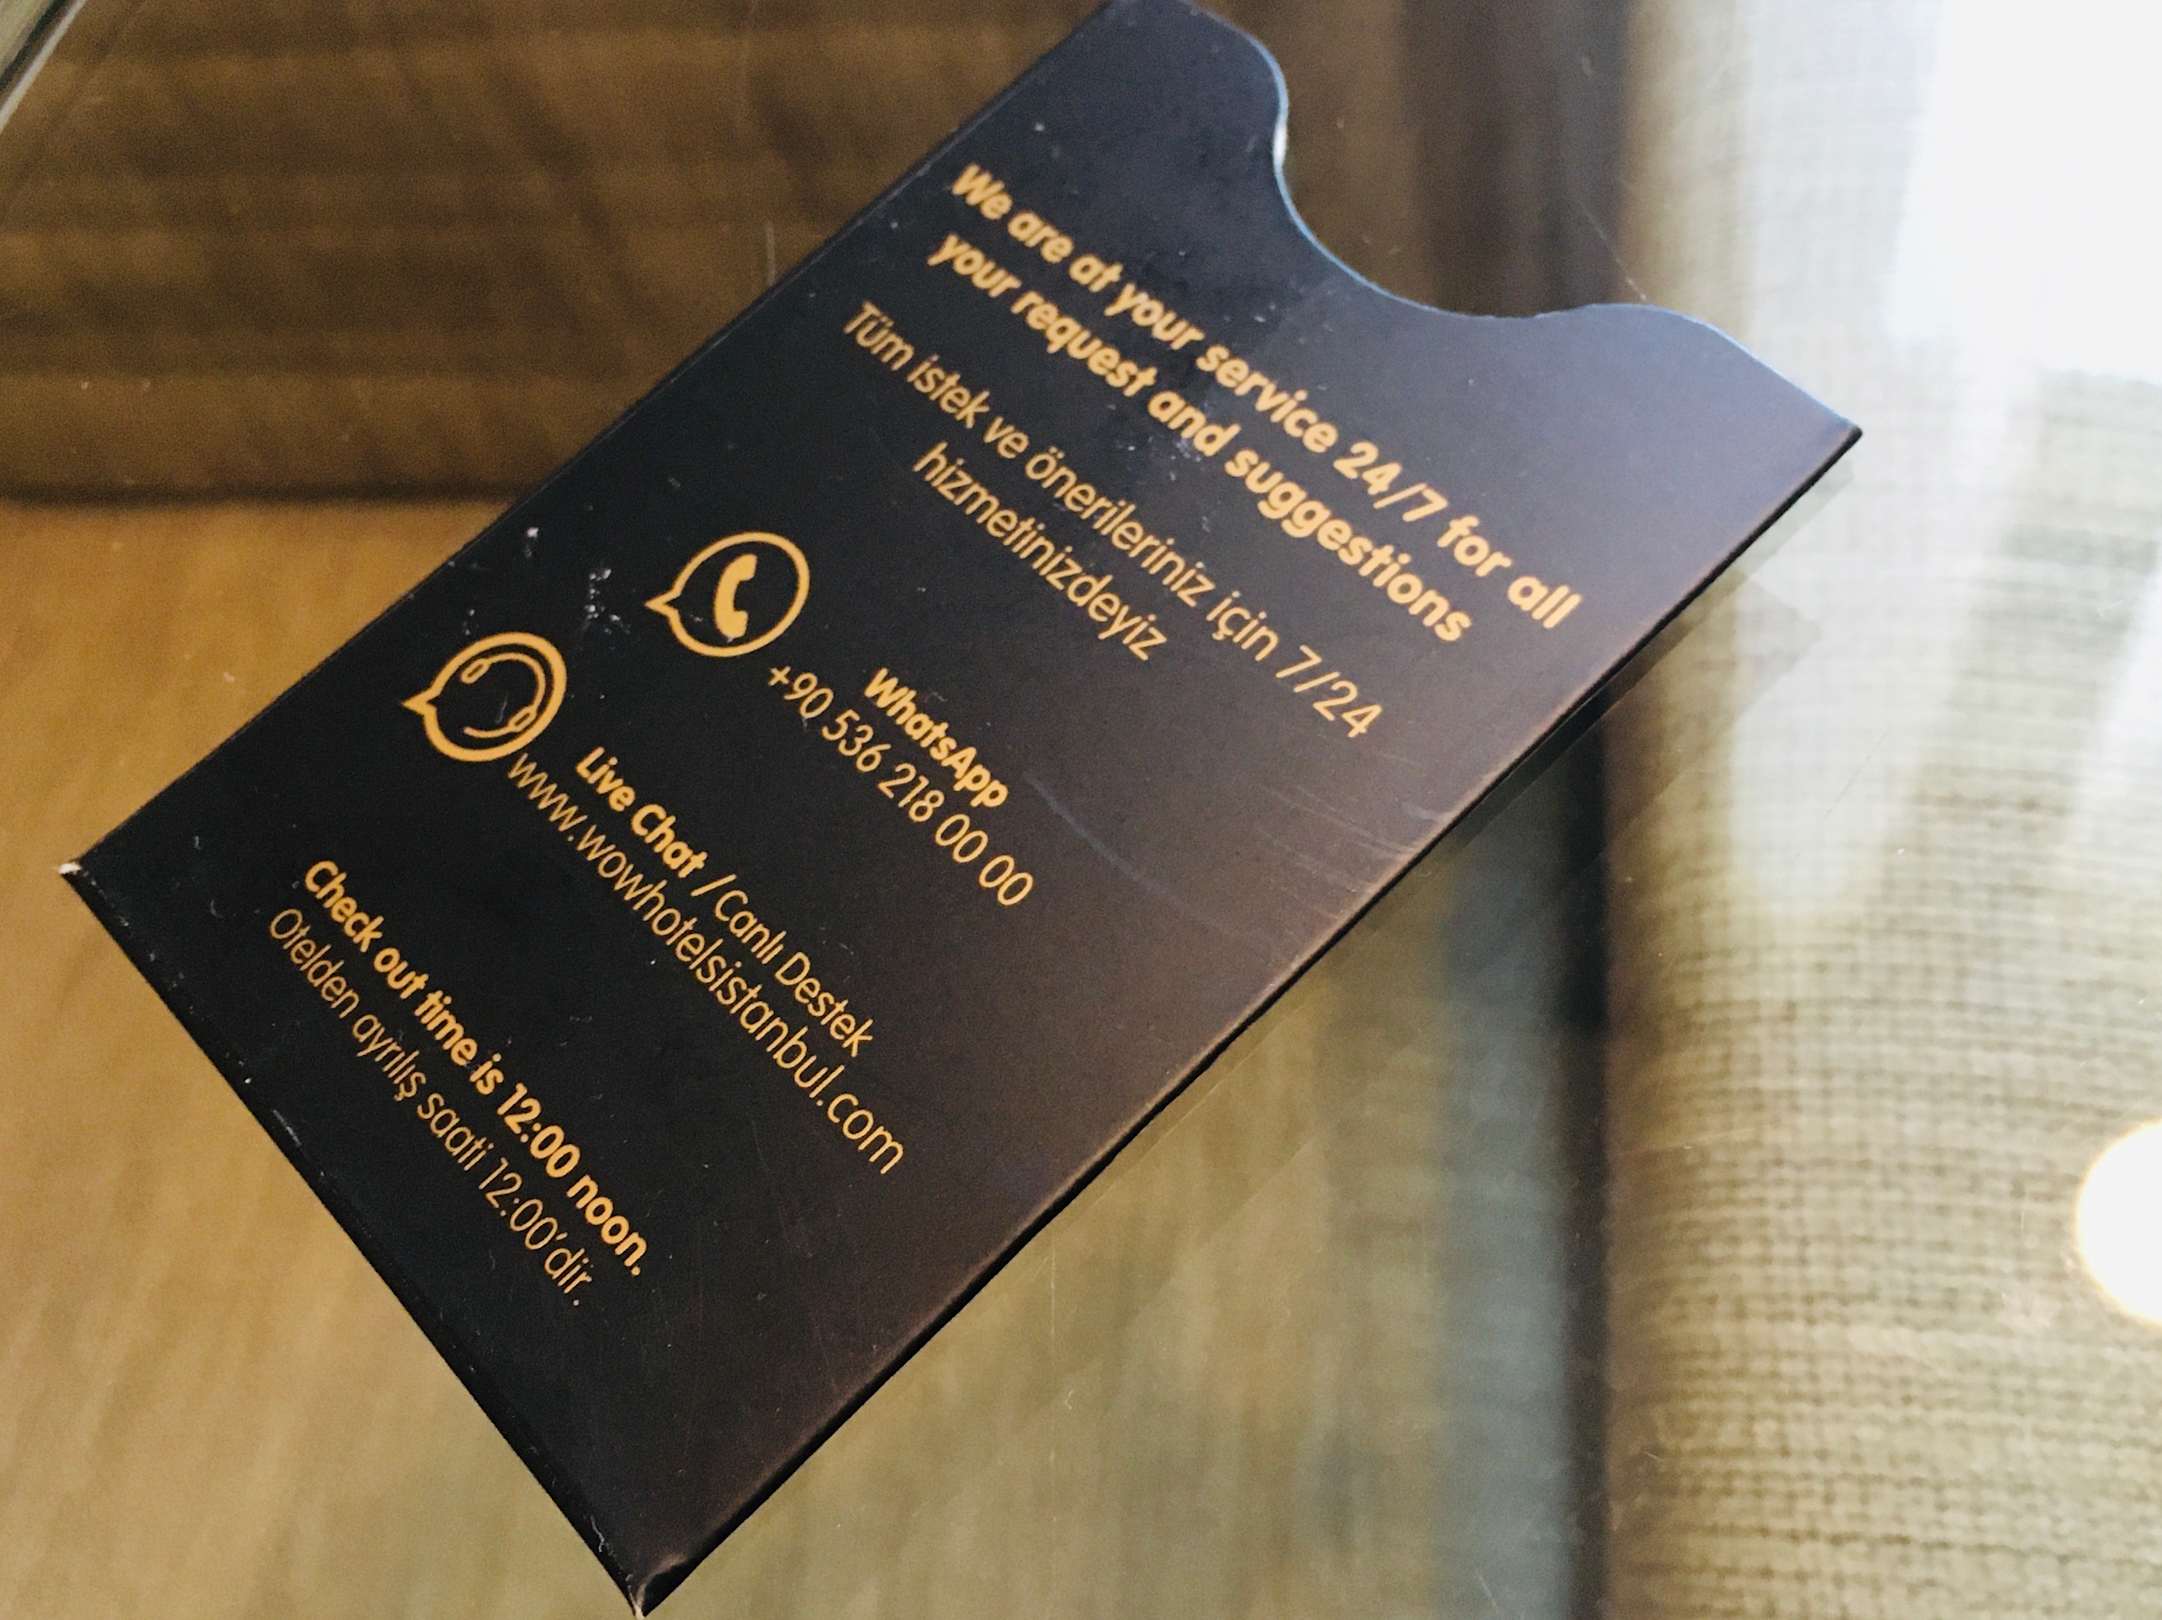 We are at your service 24/7 for all
your request and suggestions
Tüm istek ve önerileriniz için 7/24
hizmetinizdeyiz
WhatsApp
+90 536 218 00 00
Live Chat / Canlı Destek
www.wowhotelsistanbul.com
Check out time is 12:00 noon.
Otelden ayrılış saati 12:00'dir.